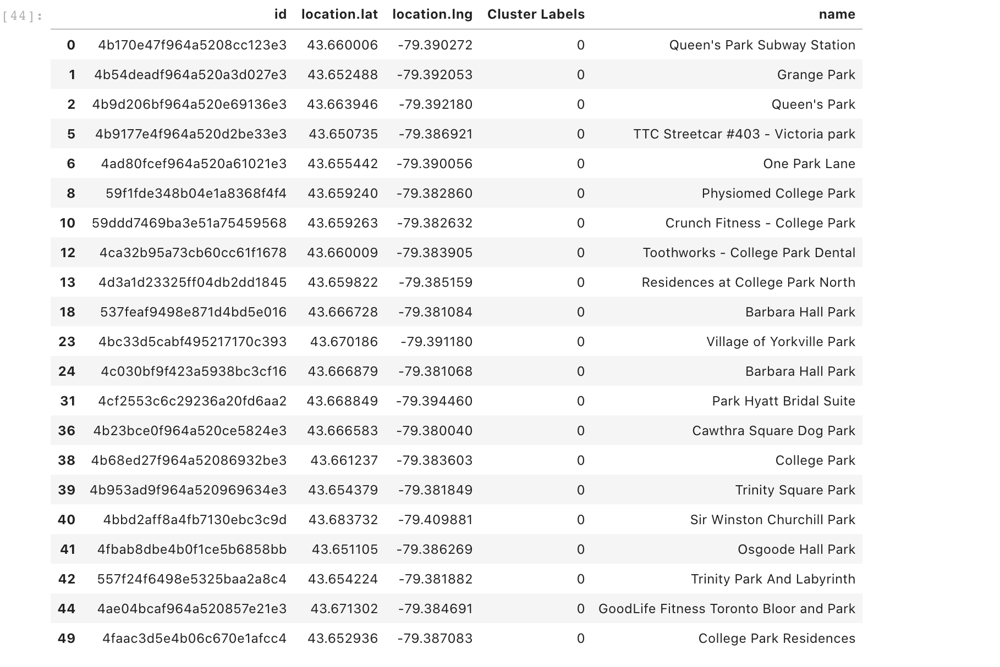 [44]:
id location.lat location.lng Cluster Labels name
0 4b170e47f964a5208cc123e3 43.660006 -79.390272 0 Queen's Park Subway Station
1 4b54deadf964a520a3d027e3 43.652488 -79.392053 0 Grange Park
2 4b9d206bf964a520e69136e3 43.663946 -79.392180 0 Queen's Park
5 4b9177e4f964a520d2be33e3 43.650735 -79.386921 0 TTC Streetcar #403 - Victoria park
6 4ad80fcef964a520a61021e3 43.655442 -79.390056 0 One Park Lane
8 59f1fde348b04e1a8368f4f4 43.659240 -79.382860 0 Physiomed College Park
10 59ddd7469ba3e51a75459568 43.659263 -79.382632 0 Crunch Fitness - College Park
12 4ca32b95a73cb60cc61f1678 43.660009 -79.383905 0 Toothworks - College Park Dental
13 4d3a1d23325ff04db2dd1845 43.659822 -79.385159 0 Residences at College Park North
18 537feaf9498e871d4bd5e016 43.666728 -79.381084 0 Barbara Hall Park
23 4bc33d5cabf495217170c393 43.670186 -79.391180 0 Village of Yorkville Park
24 4c030bf9f423a5938bc3cf16 43.666879 -79.381068 0 Barbara Hall Park
31 4cf2553c6c29236a20fd6aa2 43.668849 -79.394460 0 Park Hyatt Bridal Suite
36 4b23bce0f964a520ce5824e3 43.666583 -79.380040 0 Cawthra Square Dog Park
38 4b68ed27f964a52086932be3 43.661237 -79.383603 0 College Park
39 4b953ad9f964a520969634e3 43.654379 -79.381849 0 Trinity Square Park
40 4bbd2aff8a4fb7130ebc3c9d 43.683732 -79.409881 0 Sir Winston Churchill Park
41 4fbab8dbe4b0f1ce5b6858bb 43.651105 -79.386269 0 Osgoode Hall Park
42 557f24f6498e5325baa2a8c4 43.654224 -79.381882 0 Trinity Park And Labyrinth
44 4ae04bcaf964a520857e21e3 43.671302 -79.384691 0 GoodLife Fitness Toronto Bloor and Park
49 4faac3d5e4b06c670e1afcc4 43.652936 -79.387083 0 College Park Residences